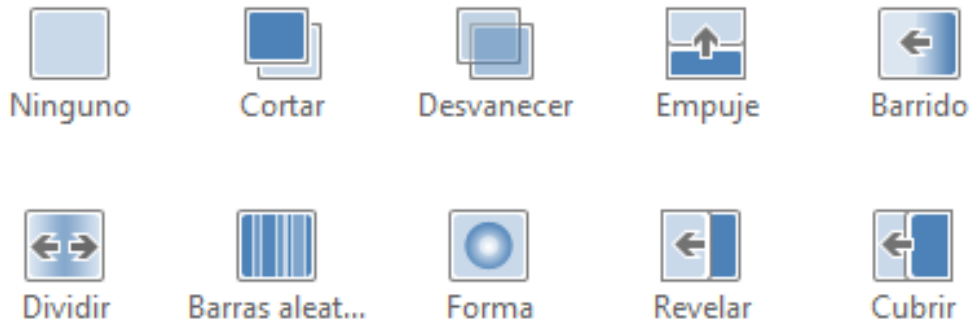 Ninguno
Cortar
Desvanecer
Empuje
Barrido
Dividir
Barras aleat...
Forma
Revelar
Cubrir